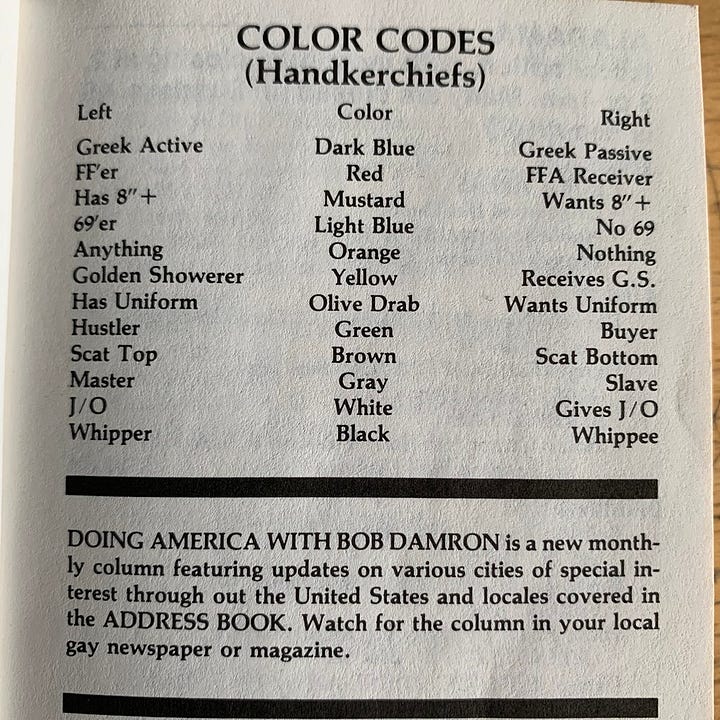 COLOR CODES
(Handkerchiefs)
Left Color Right
Greek Active Dark Blue Greek Passive
FF'er Red FFA Receiver
Has 8"+ Mustard Wants 8"+
69'er Light Blue No 69
Anything Orange Nothing
Golden Showerer Yellow Receives G.S.
Has Uniform Olive Drab Wants Uniform
Hustler Green Buyer
Scat Top Brown Scat Bottom
Master Gray Slave
J/O White Gives J/O
Whipper Black Whippee
DOING AMERICA WITH BOB DAMRON is a new month-
ly column featuring updates on various cities of special in-
terest through out the United States and locales covered in
the ADDRESS BOOK. Watch for the column in your local
gay newspaper or magazine.